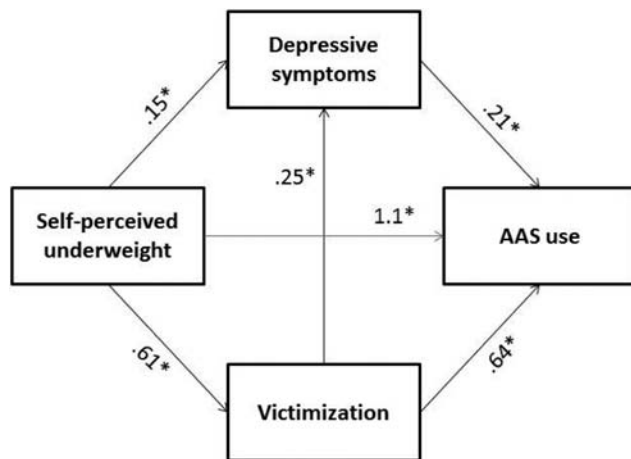 Depressive
symptoms
.15*
.21*
.25*
Self-perceived
underweight
1.1*
AAS use
.61*
.64*
Victimization